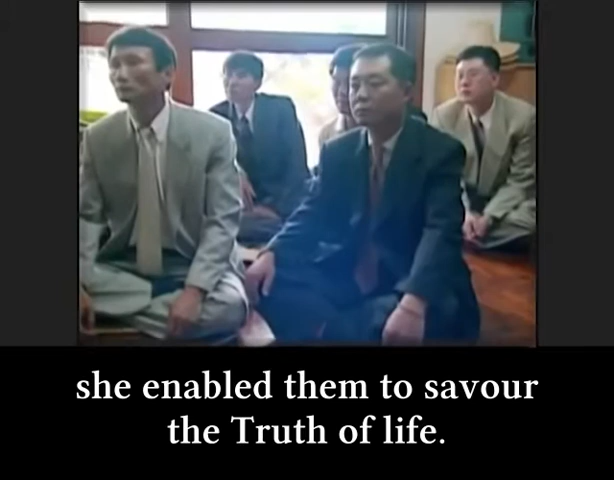 she enabled them to savour
the Truth of life.